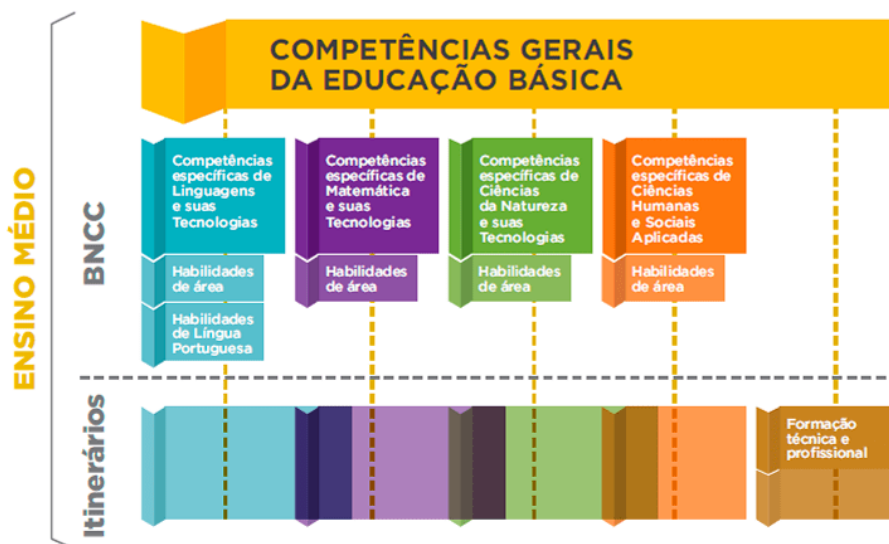 ENSINO MÉDIO
BNCC
COMPETÊNCIAS GERAIS
DA EDUCAÇÃO BÁSICA
Competências
específicas de
Linguagens
e suas
Tecnologias
Habilidades
de área
Habilidades
de Língua
Portuguesa
Competências
específicas de
Matemática
e suas
Tecnologias
Habilidades
de área
Competências
específicas de
Ciências
da Natureza
e suas
Tecnologias
Habilidades
de área
Competências
específicas de
Ciências
Humanas
e Sociais
Aplicadas
Habilidades
de área
Itinerários
Formação
técnica e
profissional